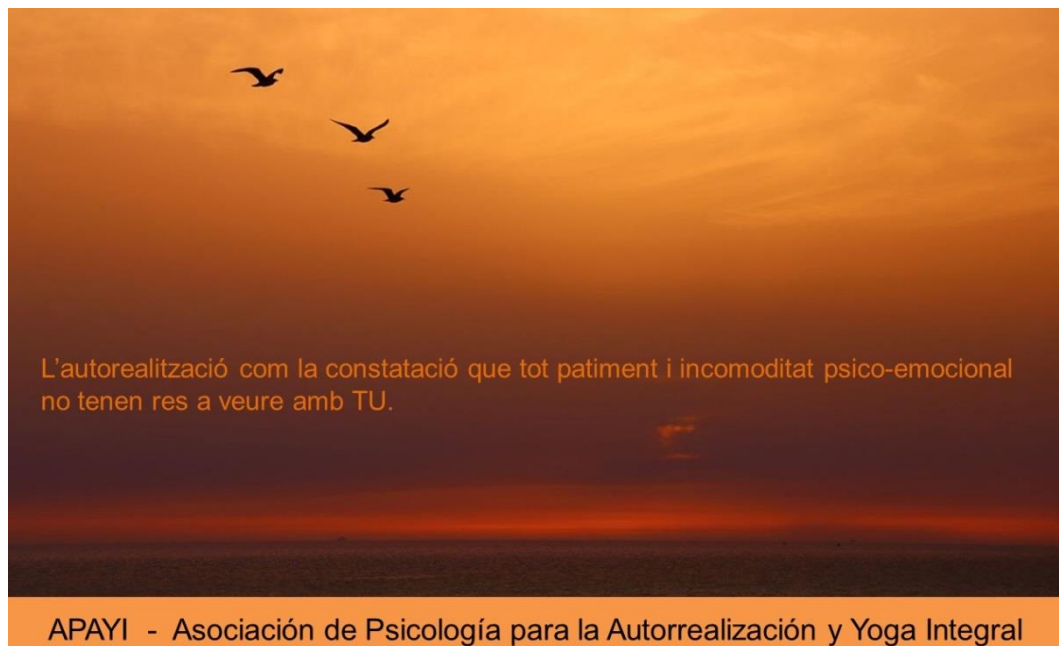 L'autorealització com la constatació que tot patiment i incomoditat psico-emocional
no tenen res a veure amb TU.
APAYI - Asociación de Psicología para la Autorrealización y Yoga Integral